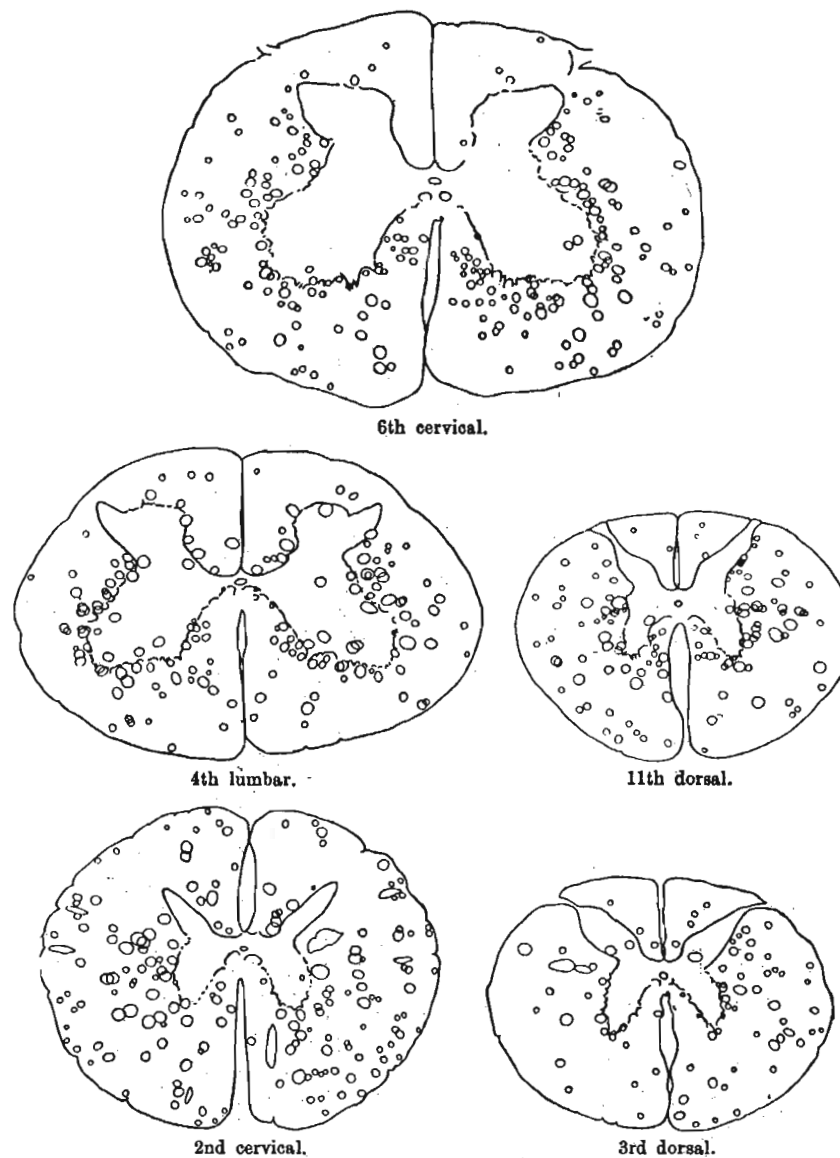 6th cervical.
4th lumbar.
11th dorsal.
2nd cervical.
3rd dorsal.